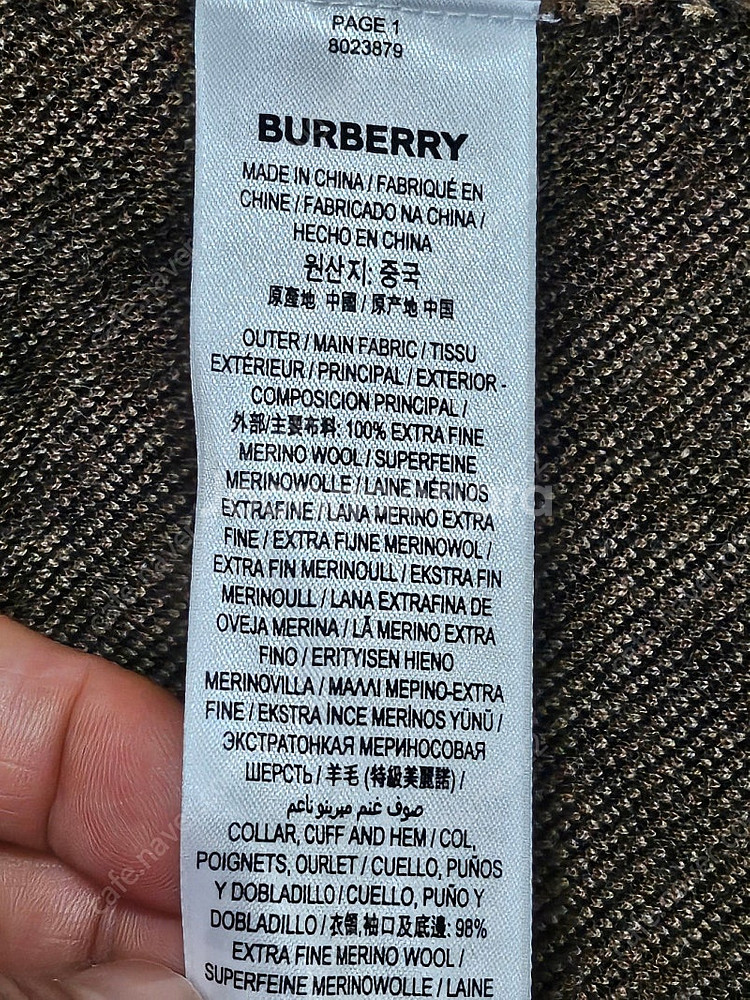 PAGE 1
8023879
BURBERRY
MADE IN CHINA / FABRIQUÉ EN
CHINE / FABRICADO NA CHINA /
HECHO EN CHINA
원산지: 중국
原產地 中國 / 原产地 中国
OUTER / MAIN FABRIC / TISSU
EXTÉRIEUR / PRINCIPAL / EXTERIOR -
COMPOSICION PRINCIPAL /
外部/主要布料: 100% EXTRA FINE
MERINO WOOL / SUPERFEINE
MERINOWOLLE / LAINE MÉRINOS
EXTRAFINE / LANA MERINO EXTRA
FINE / EXTRA FIJNE MERINOWOL /
EXTRA FIN MERINOULL / EKSTRA FIN
MERINOULL / LANA EXTRAFINA DE
OVEJA MERINA / LÃ MERINO EXTRA
FINO / ERITYISEN HIENO
MERINOVILLA / ΜΑΛΛΙ ΜΕΡΙΝΟ-EXTRA
FINE / EKSTRA İNCE MERİNOS YÜNÜ /
ЭКСТРАТОНКАЯ МЕРИНОСОВАЯ
ШЕРСТЬ / 羊毛 (特級美麗諾) /
صوف غنم ميرينو ناعم
COLLAR, CUFF AND HEM / COL,
POIGNETS, OURLET / CUELLO, PUÑOS
Y DOBLADILLO / CUELLO, PUÑO Y
DOBLADILLO / 衣領,袖口及底邊: 98%
EXTRA FINE MERINO WOOL /
SUPERFEINE MERINOWOLLE / LAINE